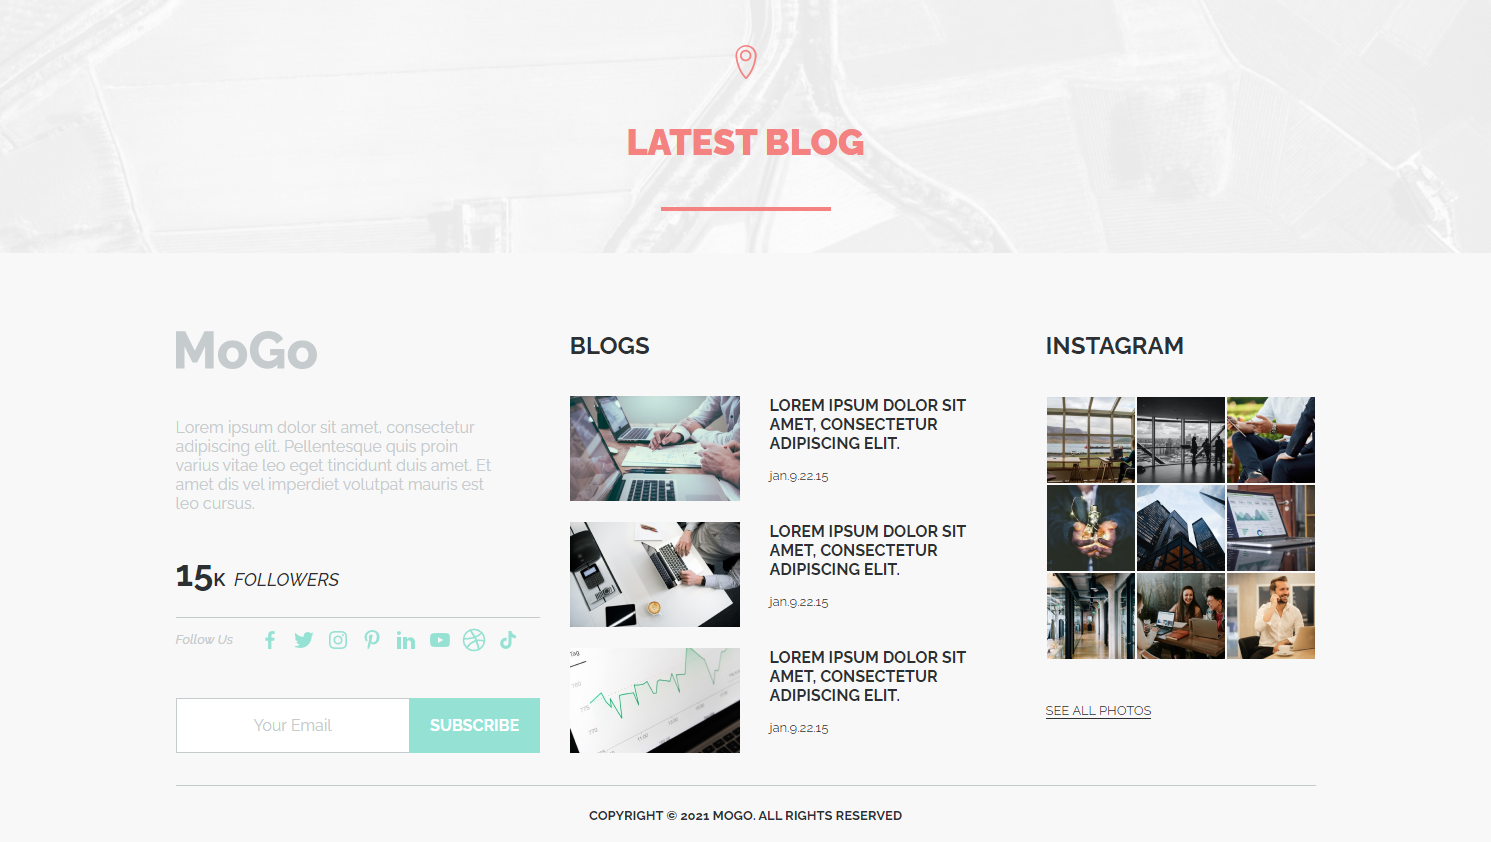 LATEST BLOG
MoGo
Lorem ipsum dolor sit amet, consectetur
adipiscing elit. Pellentesque quis proin
varius vitae leo eget tincidunt duis amet. Et
amet dis vel imperdiet volutpat mauris est
leo cursus.
15K FOLLOWERS
Follow Us
Your Email
SUBSCRIBE
BLOGS
LOREM IPSUM DOLOR SIT
AMET, CONSECTETUR
ADIPISCING ELIT.
jan.9.22.15
LOREM IPSUM DOLOR SIT
AMET, CONSECTETUR
ADIPISCING ELIT.
jan.9.22.15
LOREM IPSUM DOLOR SIT
AMET, CONSECTETUR
ADIPISCING ELIT.
jan.9.22.15
INSTAGRAM
SEE ALL PHOTOS
COPYRIGHT © 2021 MOGO. ALL RIGHTS RESERVED